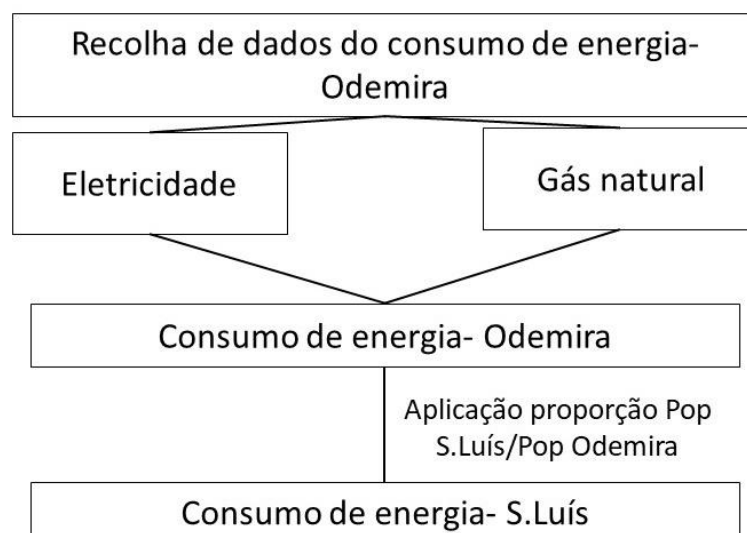 Recolha de dados do consumo de energia-
Odemira
Eletricidade
Gás natural
Consumo de energia- Odemira
Aplicação proporção Pop
S.Luís/Pop Odemira
Consumo de energia- S.Luís